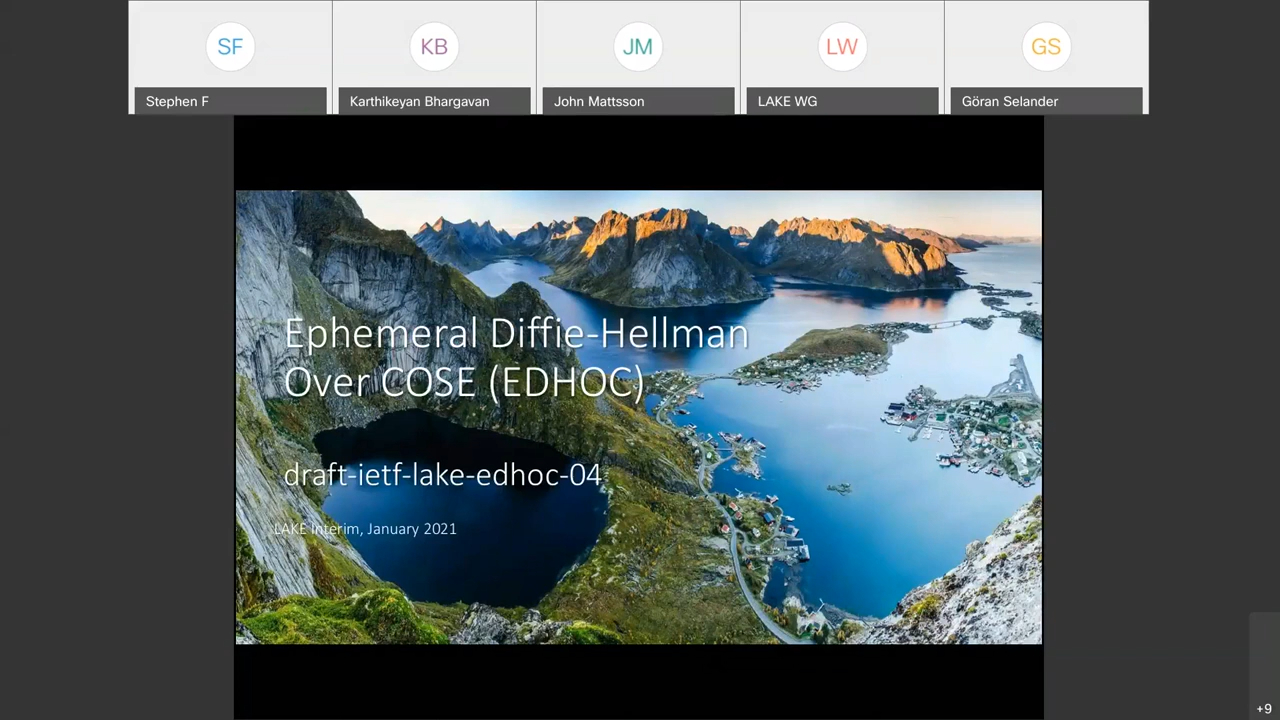 SF
KB
JM
LW
GS
Stephen F
Karthikeyan Bhargavan
John Mattsson
LAKE WG
Göran Selander
Ephemeral Diffie-Hellman
Over COSE (EDHOC)
draft-ietf-lake-edhoc-04
LAKE Interim, January 2021
+9